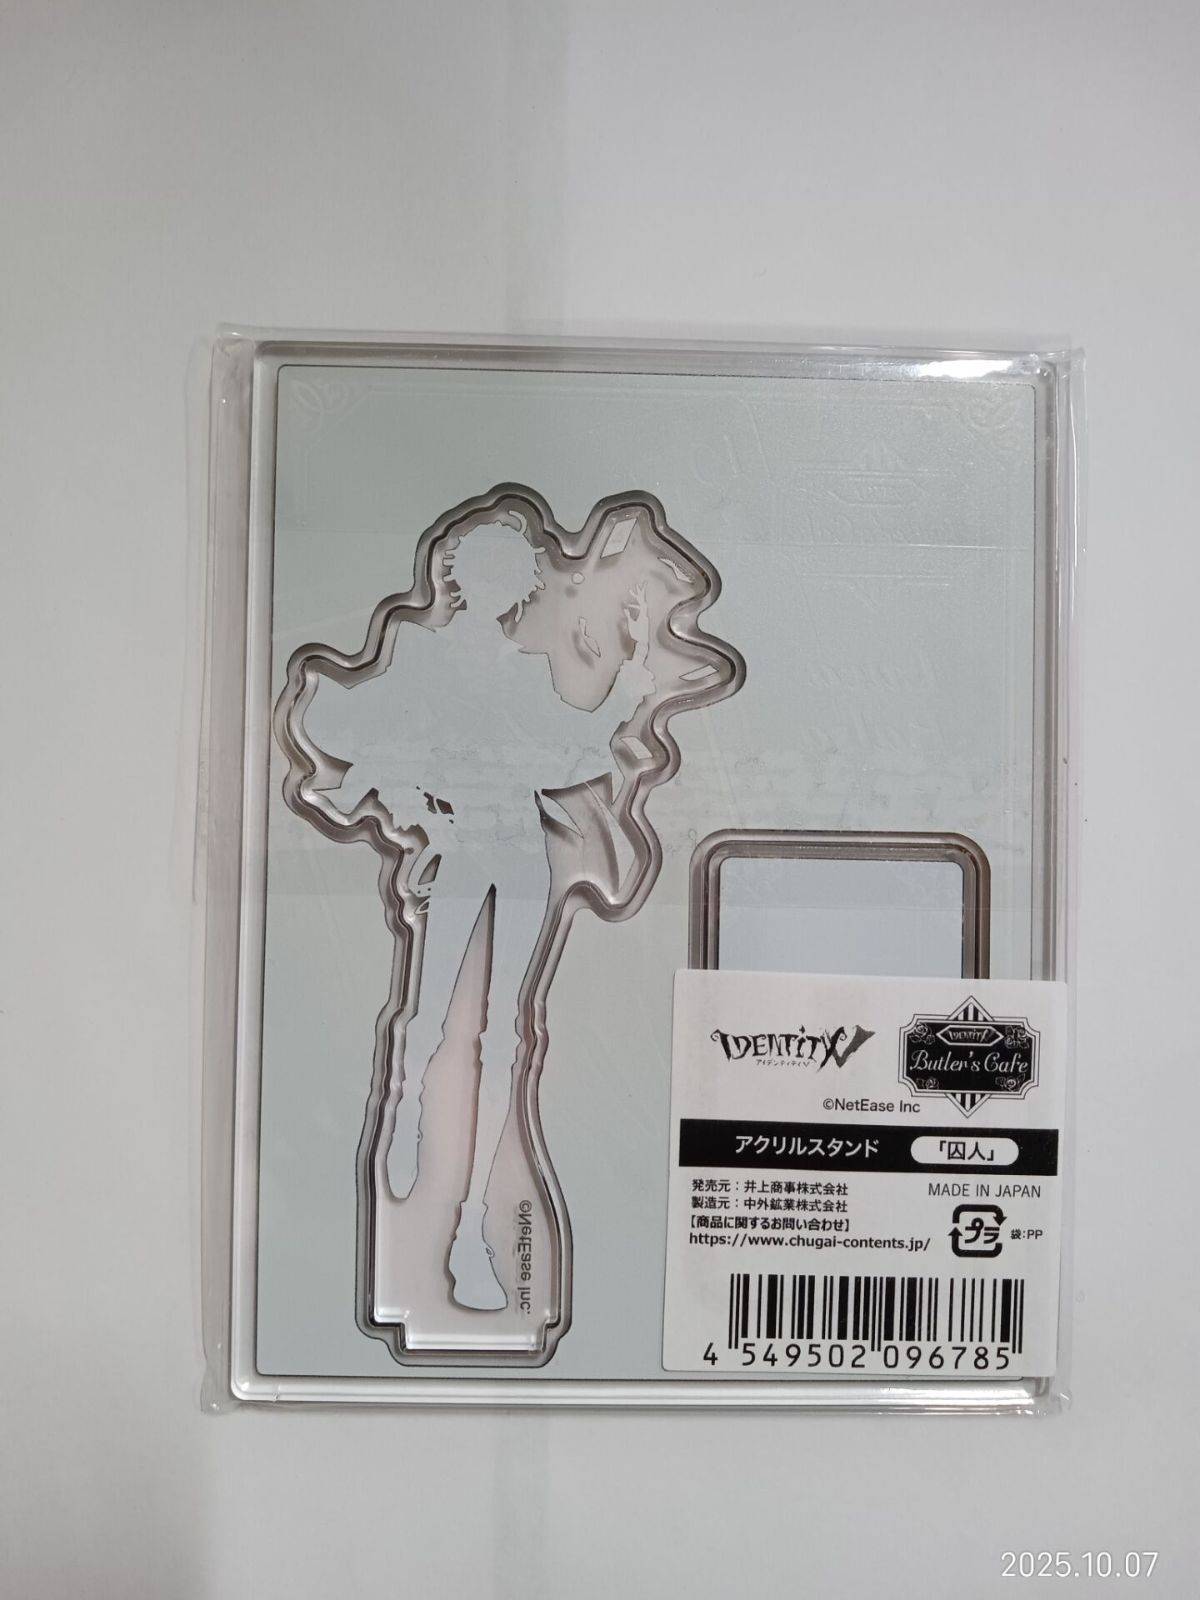 IDENTITY V
アイデンティティV
IDENTITY V
Butler's Cafe
©NetEase Inc
アクリルスタンド 「囚人」
発売元:井上商事株式会社
MADE IN JAPAN
製造元:中外鉱業株式会社
【商品に関するお問い合わせ】
https://www.chugai-contents.jp/
プラ 袋:PP
4 549502 096785
©NetEase Inc.
2025.10.07